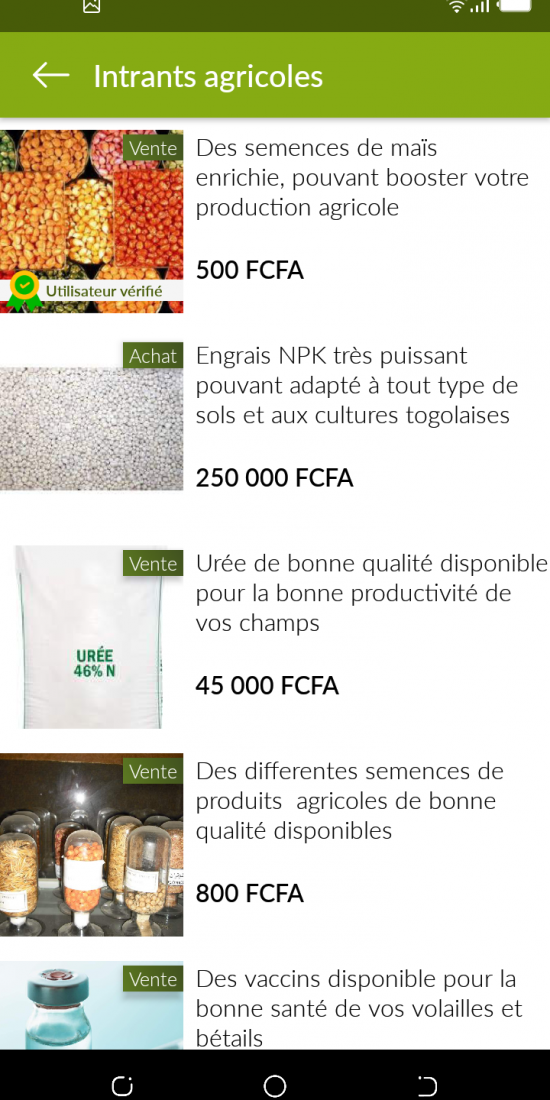 Intrants agricoles
Vente
Des semences de maïs
enrichie, pouvant booster votre
production agricole
500 FCFA
Utilisateur vérifié
Achat
Engrais NPK très puissant
pouvant adapté à tout type de
sols et aux cultures togolaises
250 000 FCFA
Vente
Urée de bonne qualité disponible
pour la bonne productivité de
vos champs
URÉE
46% N
45 000 FCFA
Vente
Des differentes semences de
produits  agricoles de bonne
qualité disponibles
800 FCFA
Vente
Des vaccins disponible pour la
bonne santé de vos volailles et
bétails